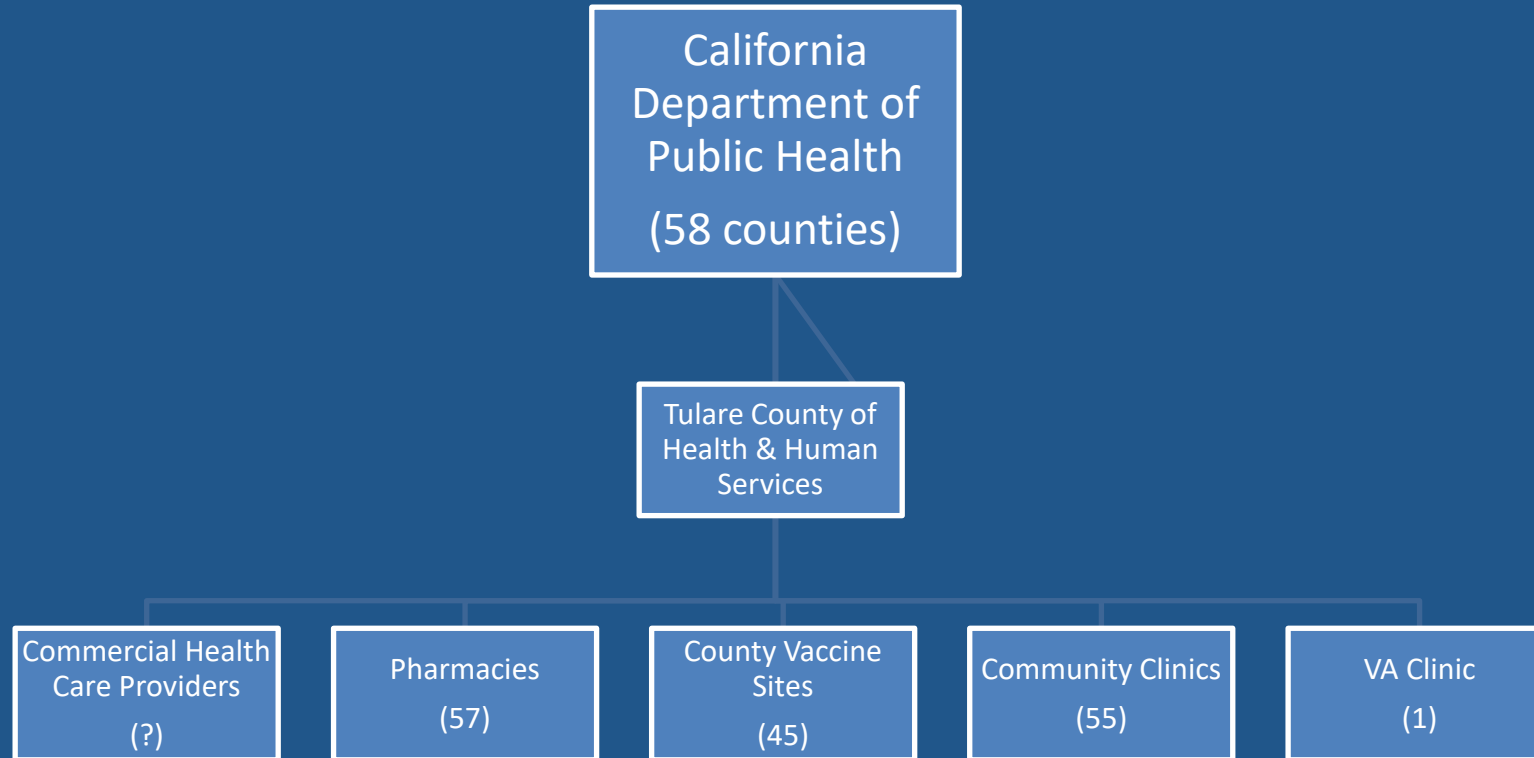 California
Department of
Public Health
(58 counties)
Tulare County of
Health & Human
Services
Commercial Health
Care Providers
(?)
Pharmacies
(57)
County Vaccine
Sites
(45)
Community Clinics
(55)
VA Clinic
(1)